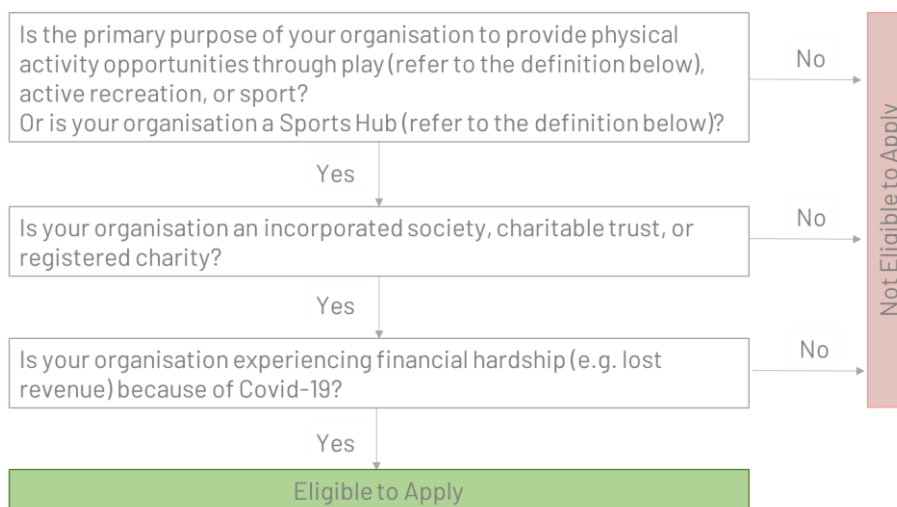 Is the primary purpose of your organisation to provide physical
activity opportunities through play (refer to the definition below),
active recreation, or sport?
Or is your organisation a Sports Hub (refer to the definition below)?
No
Yes
Is your organisation an incorporated society, charitable trust, or
registered charity?
No
Yes
Is your organisation experiencing financial hardship (e.g. lost
revenue) because of Covid-19?
No
Yes
Not Eligible to Apply
Eligible to Apply